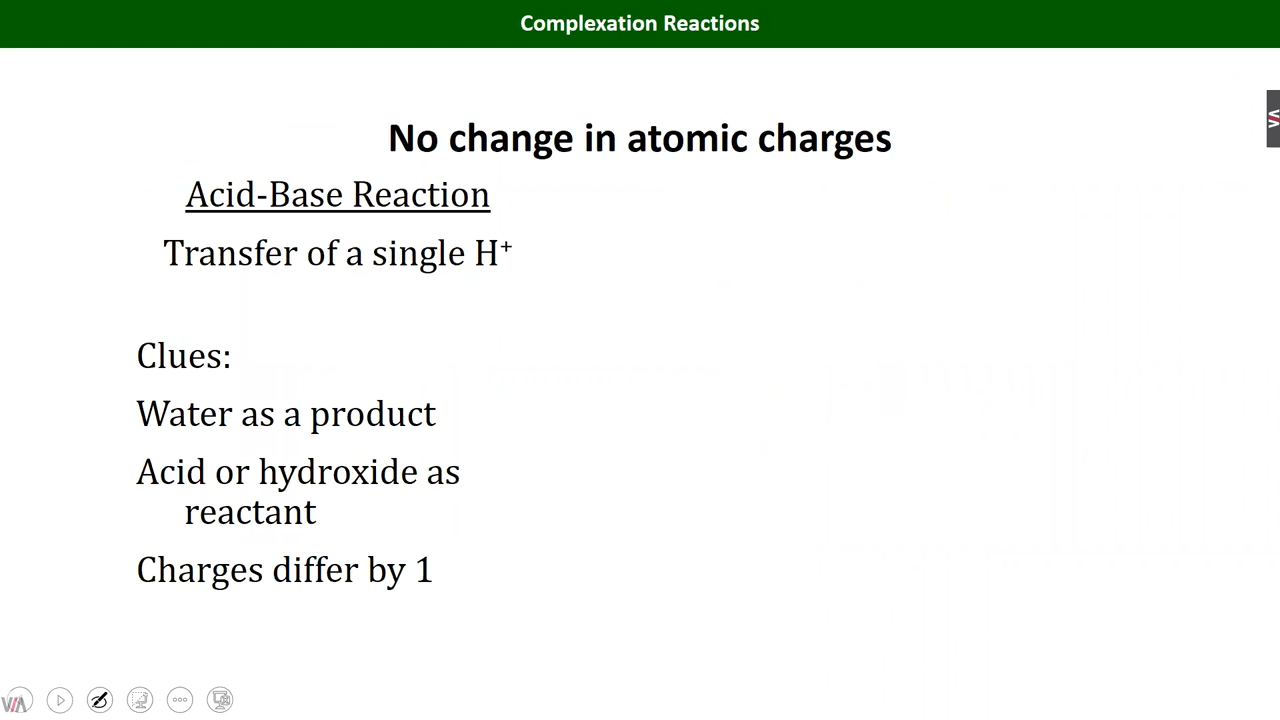 Complexation Reactions
No change in atomic charges
Acid-Base Reaction
Transfer of a single H⁺
Clues:
Water as a product
Acid or hydroxide as
reactant
Charges differ by 1
VIA